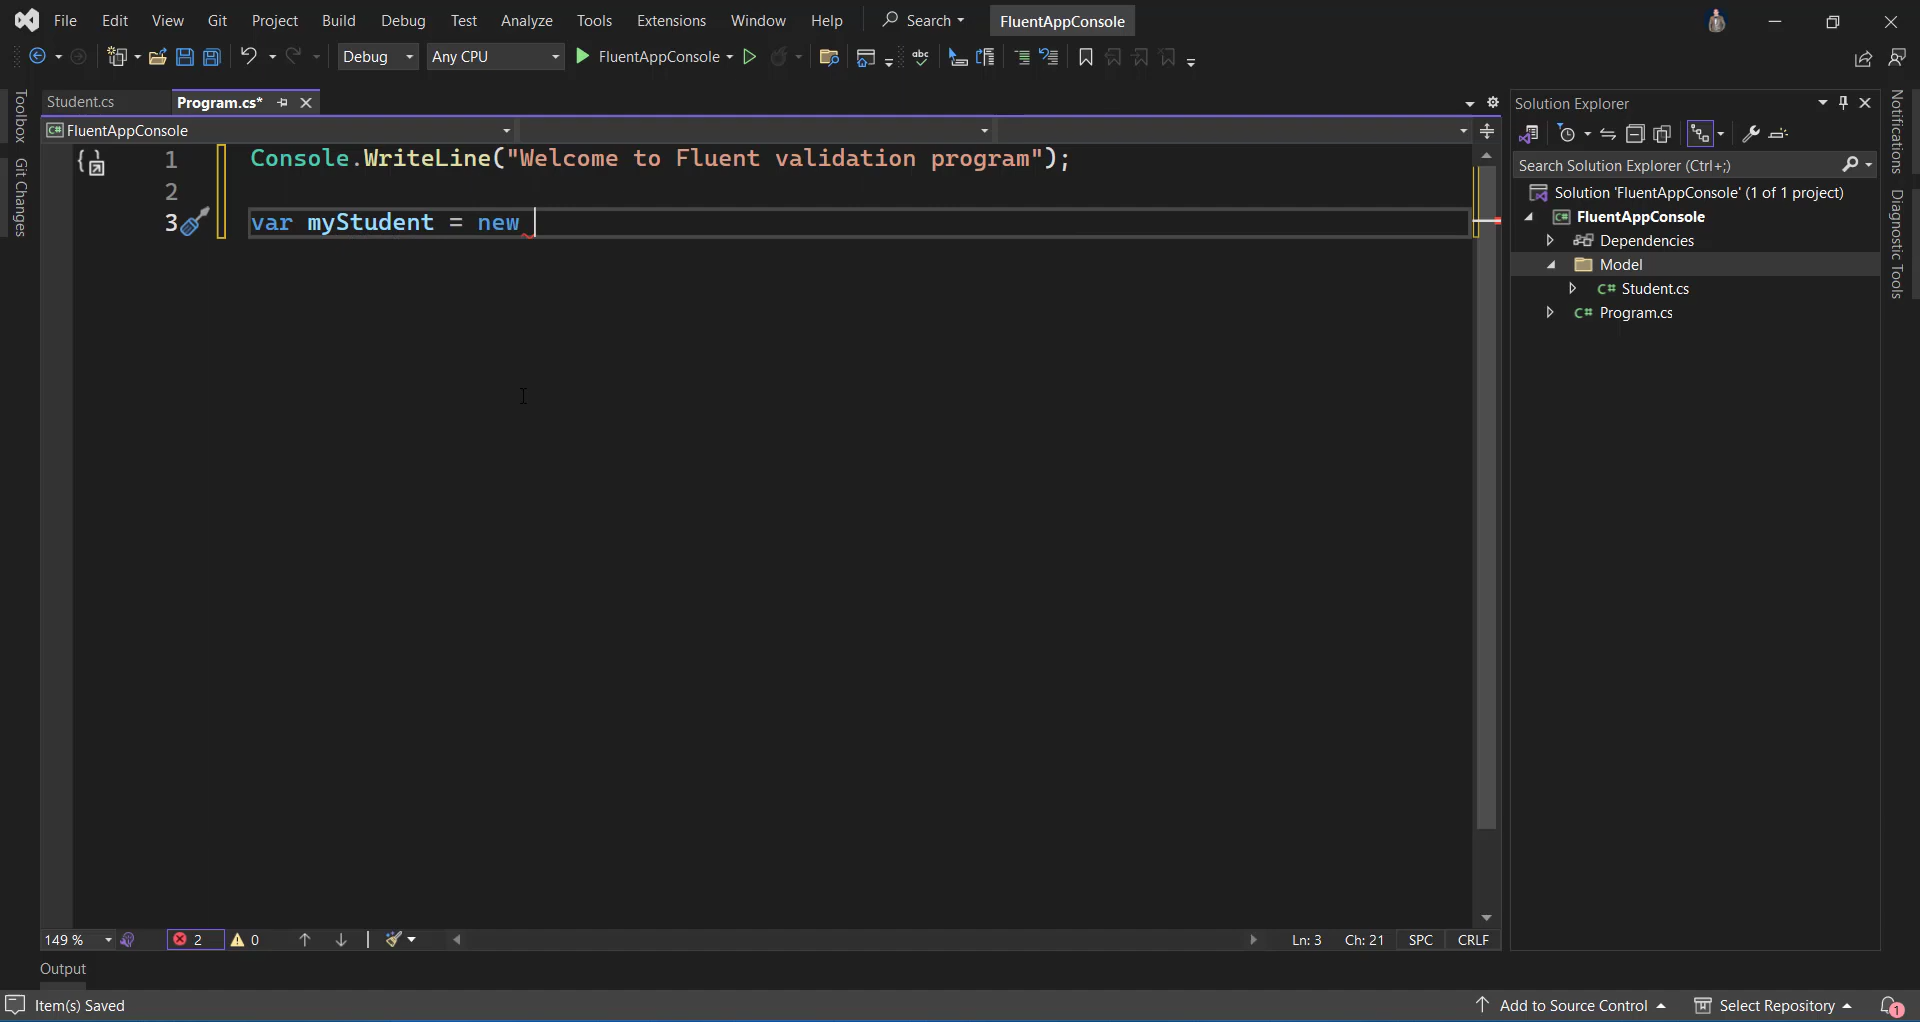 File Edit View Git Project Build Debug Test Analyze Tools Extensions Window Help Search FluentAppConsole
Debug Any CPU FluentAppConsole
Toolbox
Git Changes
Student.cs Program.cs*
C# FluentAppConsole
1 Console.WriteLine("Welcome to Fluent validation program");
2
3 var myStudent = new
Solution Explorer
Search Solution Explorer (Ctrl+;)
Solution 'FluentAppConsole' (1 of 1 project)
C# FluentAppConsole
Dependencies
Model
C# Student.cs
C# Program.cs
Notifications
Diagnostic Tools
149 % 2 0 Ln: 3 Ch: 21 SPC CRLF
Output
Item(s) Saved Add to Source Control Select Repository 1